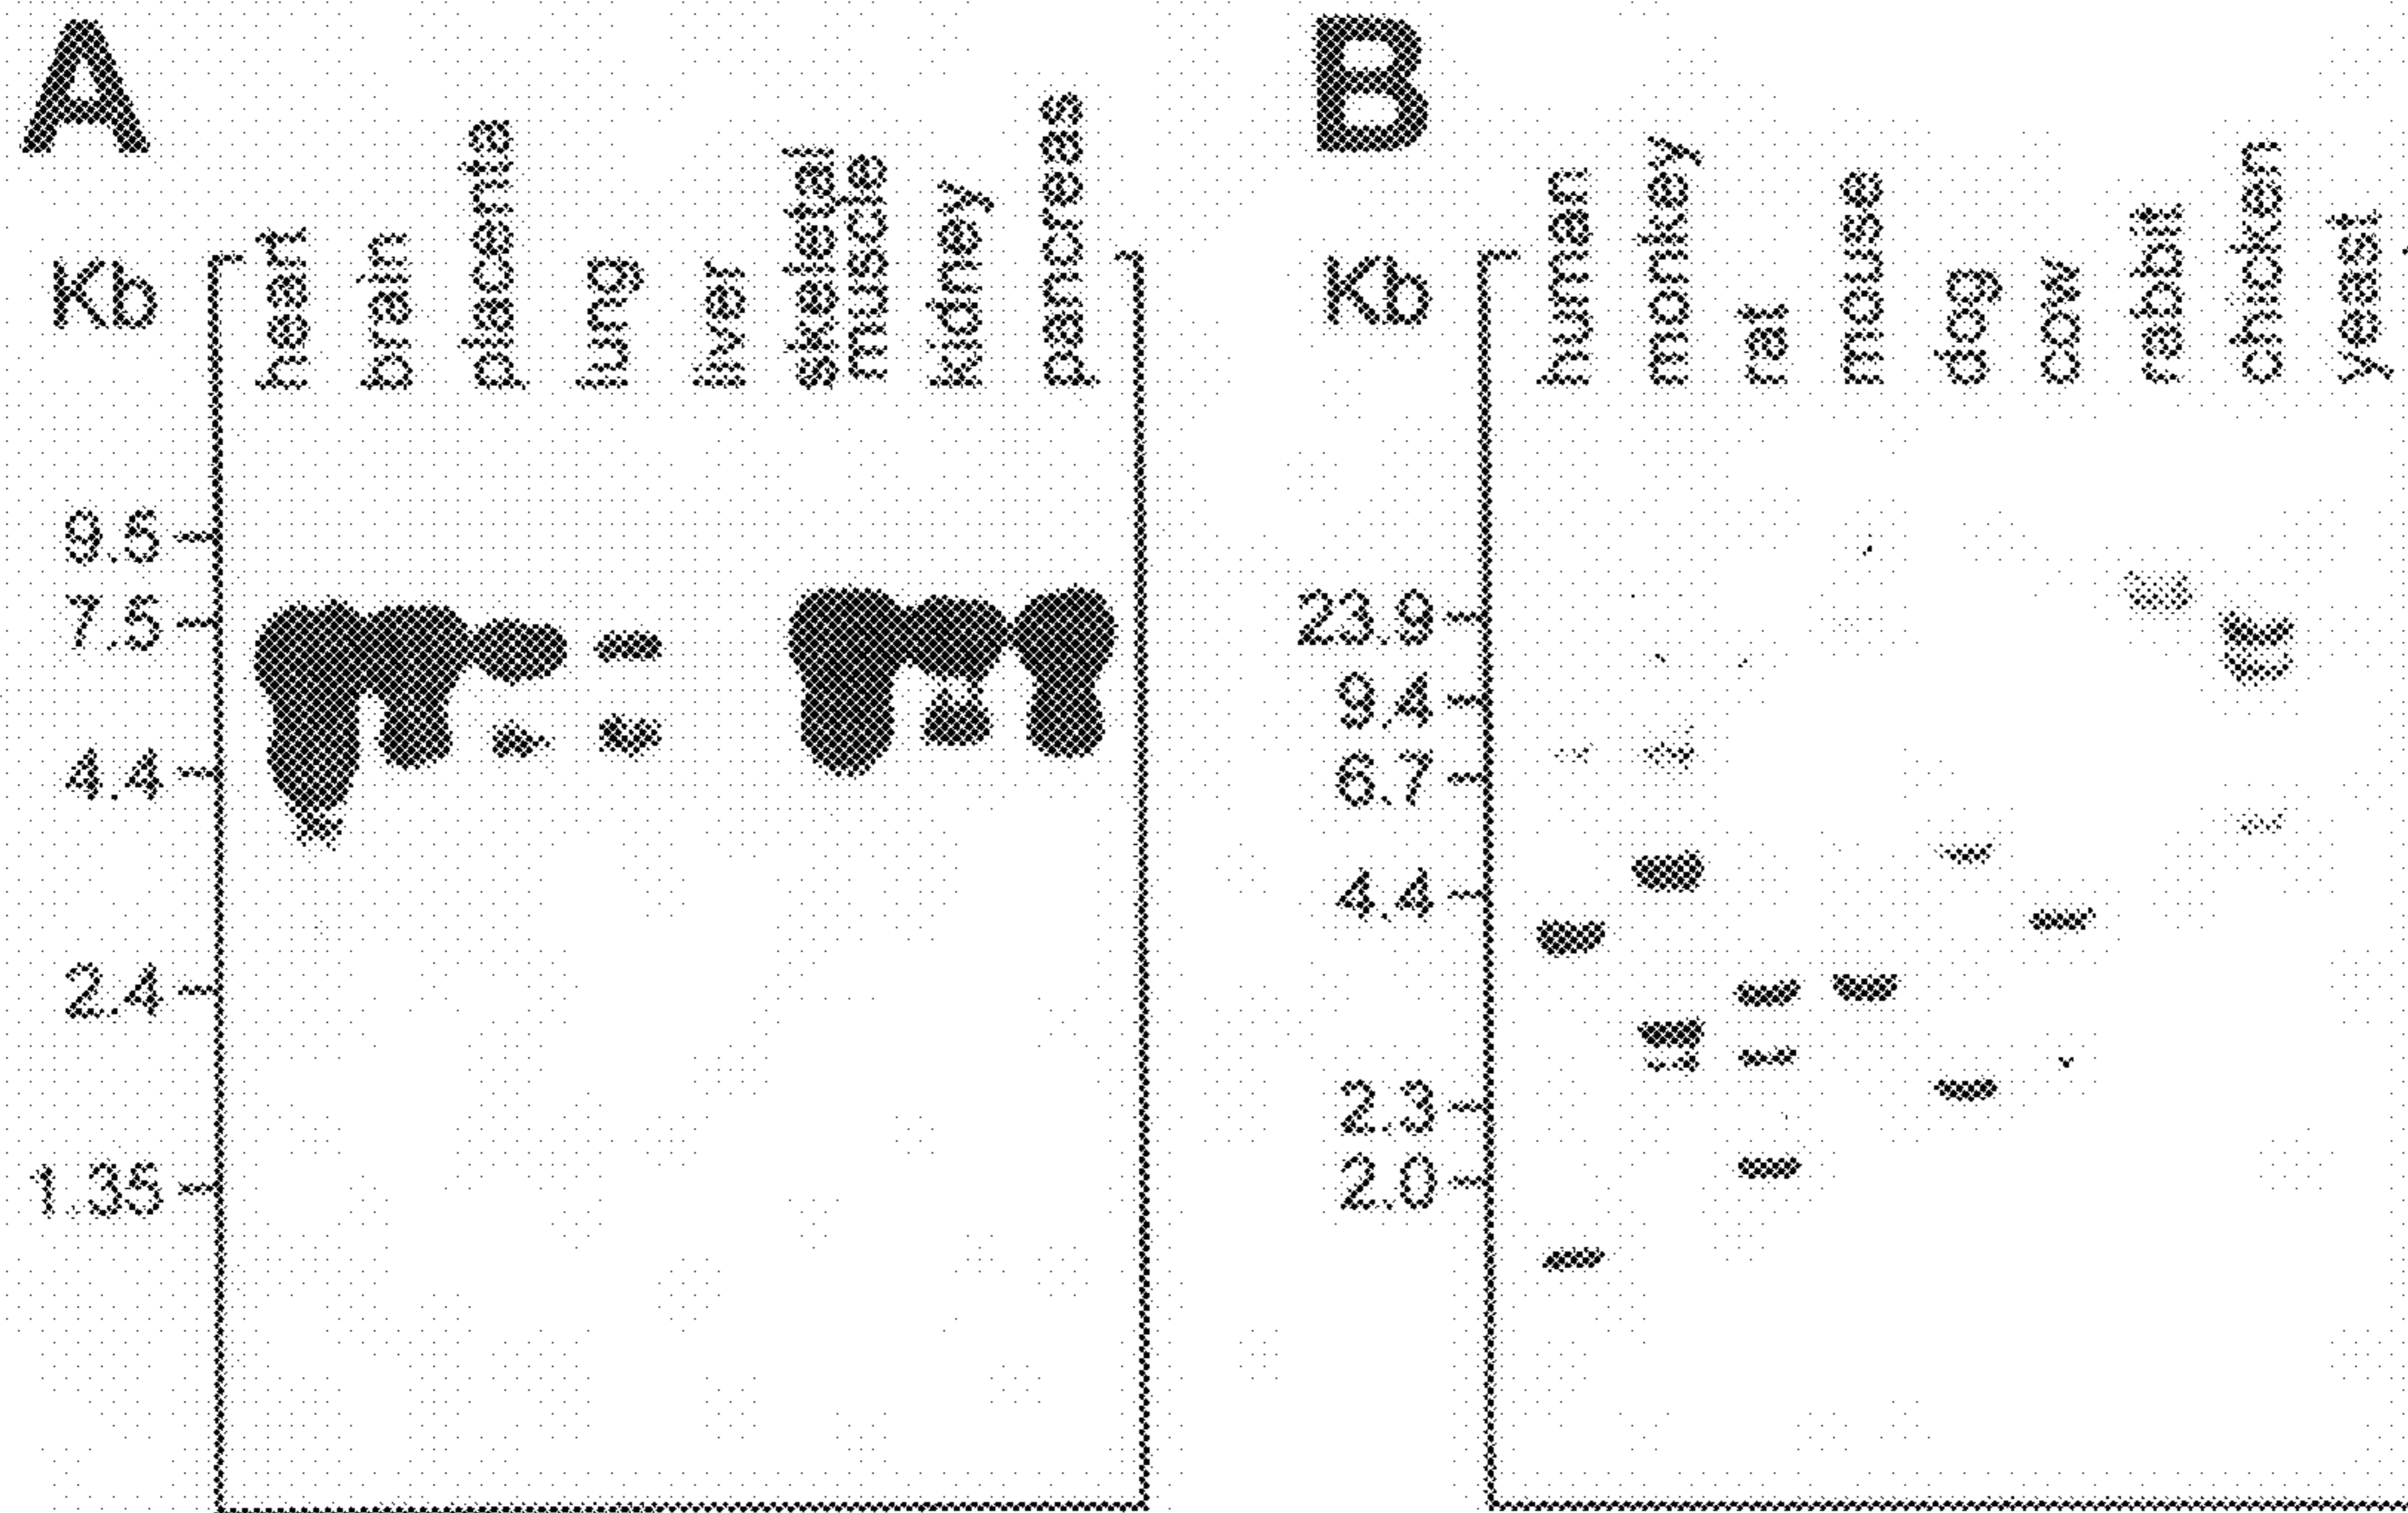 A
Kb
heart
brain
placenta
lung
liver
skeletal
muscle
kidney
pancreas
9.5
7.5
4.4
2.4
1.35
B
Kb
human
monkey
rat
mouse
dog
cow
rabbit
chicken
yeast
23.9
9.4
6.7
4.4
2.3
2.0